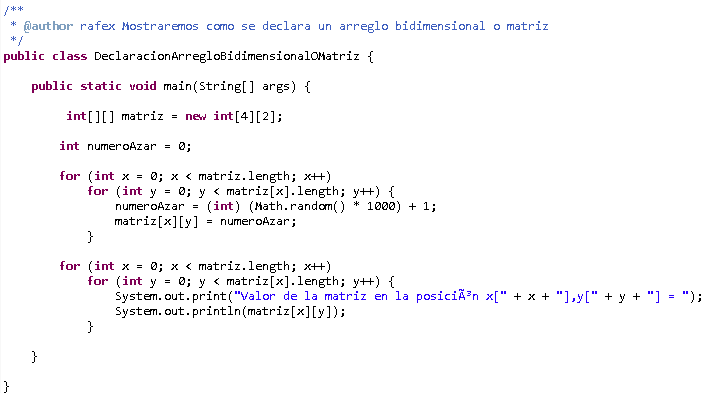 /**
 * @author rafex Mostraremos como se declara un arreglo bidimensional o matriz
 */
public class DeclaracionArregloBidimensionalOMatriz {
    public static void main(String[] args) {
         int[][] matriz = new int[4][2];
        int numeroAzar = 0;
        for (int x = 0; x < matriz.length; x++)
            for (int y = 0; y < matriz[x].length; y++) {
                numeroAzar = (int) (Math.random() * 1000) + 1;
                matriz[x][y] = numeroAzar;
            }
        for (int x = 0; x < matriz.length; x++)
            for (int y = 0; y < matriz[x].length; y++) {
                System.out.print("Valor de la matriz en la posiciÃ³n x[" + x + "],y[" + y + "] = ");
                System.out.println(matriz[x][y]);
            }
    }
}